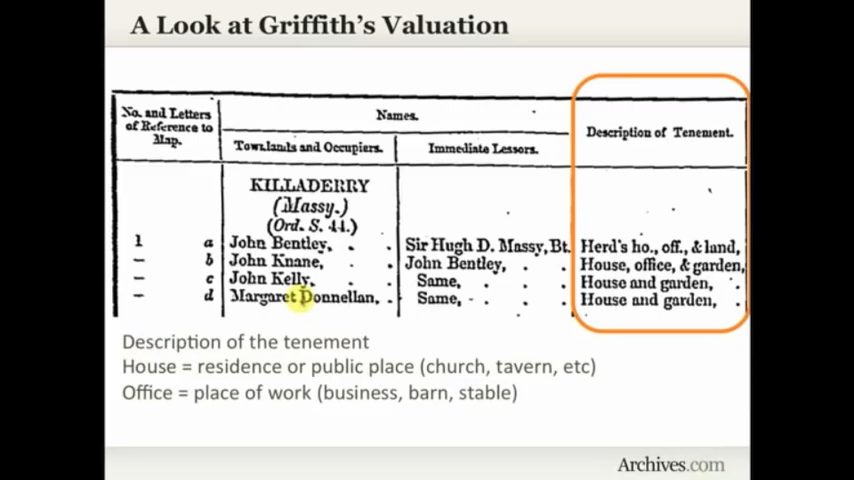 A Look at Griffith's Valuation
No. and Letters of Reference to Map.
Names.
Townlands and Occupiers.
Immediate Lessors.
Description of Tenement.
KILLADERRY
(Massy.)
(Ord. S. 44.)
1 a John Bentley, . . Sir Hugh D. Massy, Bt. Herd's ho., off., & land,
— b John Knane, . . John Bentley, . . House, office, & garden,
— c John Kelly, . . Same, . . . House and garden, .
— d Margaret Donnellan, . Same, - . . . House and garden, .
Description of the tenement
House = residence or public place (church, tavern, etc)
Office = place of work (business, barn, stable)
Archives.com